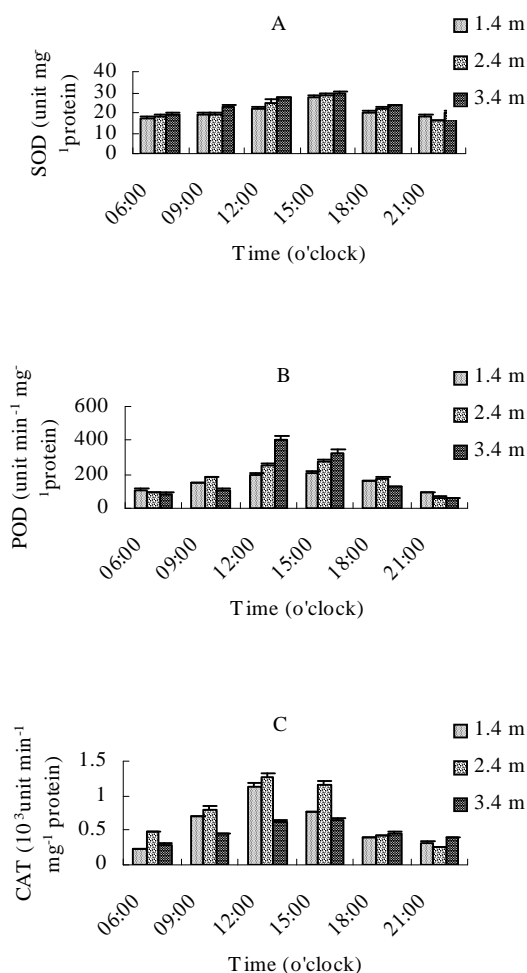 A
1.4 m
2.4 m
3.4 m
SOD (unit mg-
1protein)
40
30
20
10
0
06:00
09:00
12:00
15:00
18:00
21:00
Time (o'clock)
B
1.4 m
2.4 m
3.4 m
POD (unit min-1 mg-
1protein)
600
400
200
0
06:00
09:00
12:00
15:00
18:00
21:00
Time (o'clock)
C
1.4 m
2.4 m
3.4 m
CAT (10³unit min-1
mg-1 protein)
1.5
1
0.5
0
06:00
09:00
12:00
15:00
18:00
21:00
Time (o'clock)